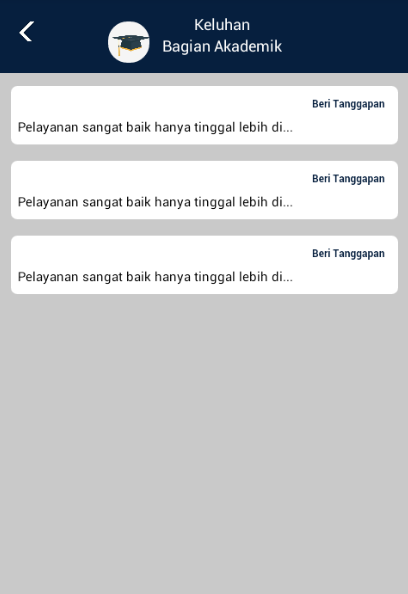 Keluhan
Bagian Akademik
Beri Tanggapan
Pelayanan sangat baik hanya tinggal lebih di...
Beri Tanggapan
Pelayanan sangat baik hanya tinggal lebih di...
Beri Tanggapan
Pelayanan sangat baik hanya tinggal lebih di...